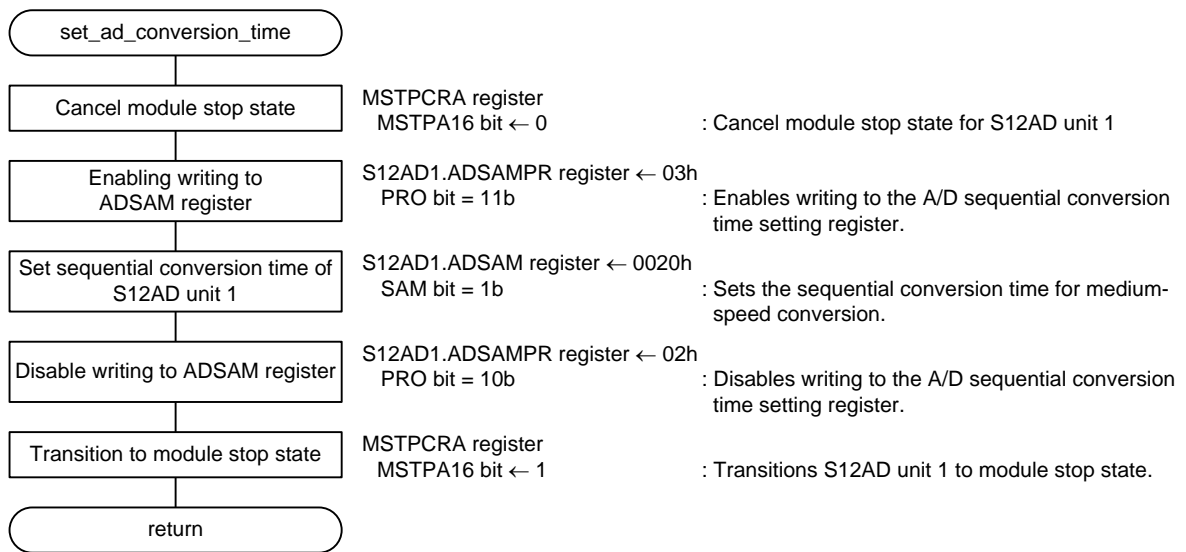 set_ad_conversion_time
Cancel module stop state
MSTPCRA register
MSTPA16 bit ← 0 : Cancel module stop state for S12AD unit 1
Enabling writing to
ADSAM register
S12AD1.ADSAMPR register ← 03h
PRO bit = 11b : Enables writing to the A/D sequential conversion
time setting register.
Set sequential conversion time of
S12AD unit 1
S12AD1.ADSAM register ← 0020h
SAM bit = 1b : Sets the sequential conversion time for medium-
speed conversion.
Disable writing to ADSAM register
S12AD1.ADSAMPR register ← 02h
PRO bit = 10b : Disables writing to the A/D sequential conversion
time setting register.
Transition to module stop state
MSTPCRA register
MSTPA16 bit ← 1 : Transitions S12AD unit 1 to module stop state.
return